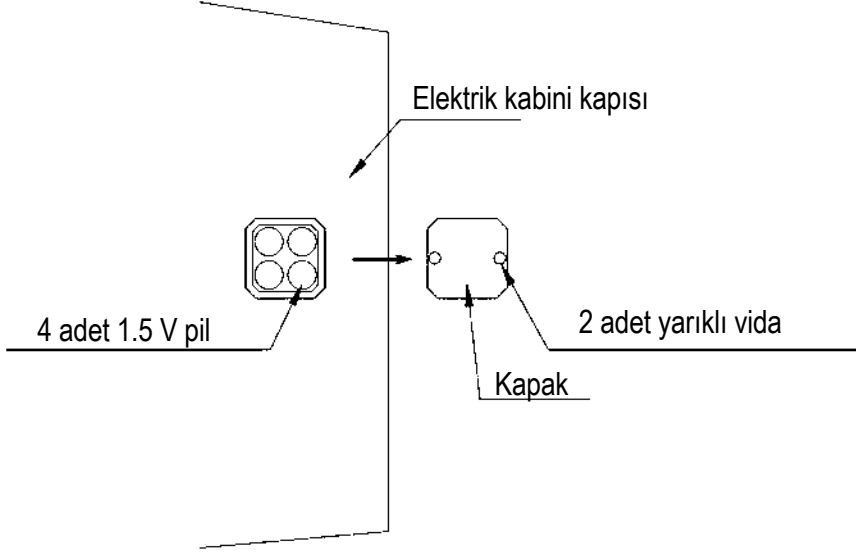 Elektrik kabini kapısı
4 adet 1.5 V pil
2 adet yarıklı vida
Kapak